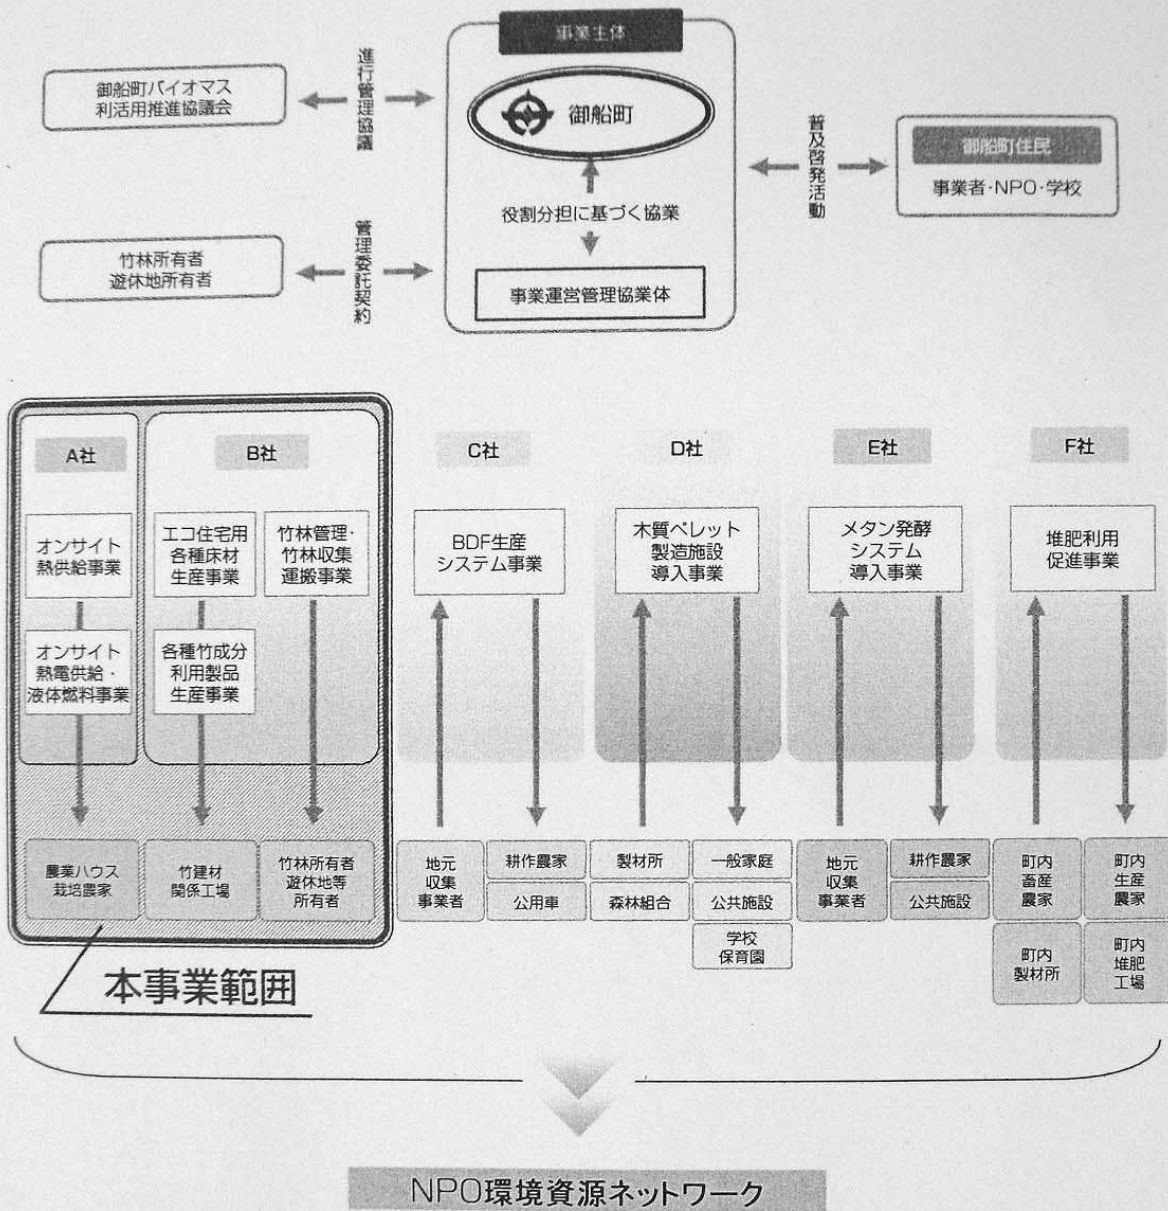 事業主体
御船町バイオマス
利活用推進協議会
進行管理協議
御船町
普及啓発活動
御船町住民
事業者・NPO・学校
役割分担に基づく協業
竹林所有者
遊休地所有者
管理委託契約
事業運営管理協業体
A社
B社
C社
D社
E社
F社
オンサイト
熱供給事業
エコ住宅用
各種床材
生産事業
竹林管理・
竹林収集
運搬事業
BDF生産
システム事業
木質ペレット
製造施設
導入事業
メタン発酵
システム
導入事業
堆肥利用
促進事業
オンサイト
熱電供給・
液体燃料事業
各種竹成分
利用製品
生産事業
農業ハウス
栽培農家
竹建材
関係工場
竹林所有者
遊休地等
所有者
地元
収集
事業者
耕作農家
公用車
製材所
森林組合
一般家庭
公共施設
学校
保育園
地元
収集
事業者
耕作農家
公共施設
町内
畜産
農家
町内
製材所
町内
生産
農家
町内
堆肥
工場
本事業範囲
NPO環境資源ネットワーク